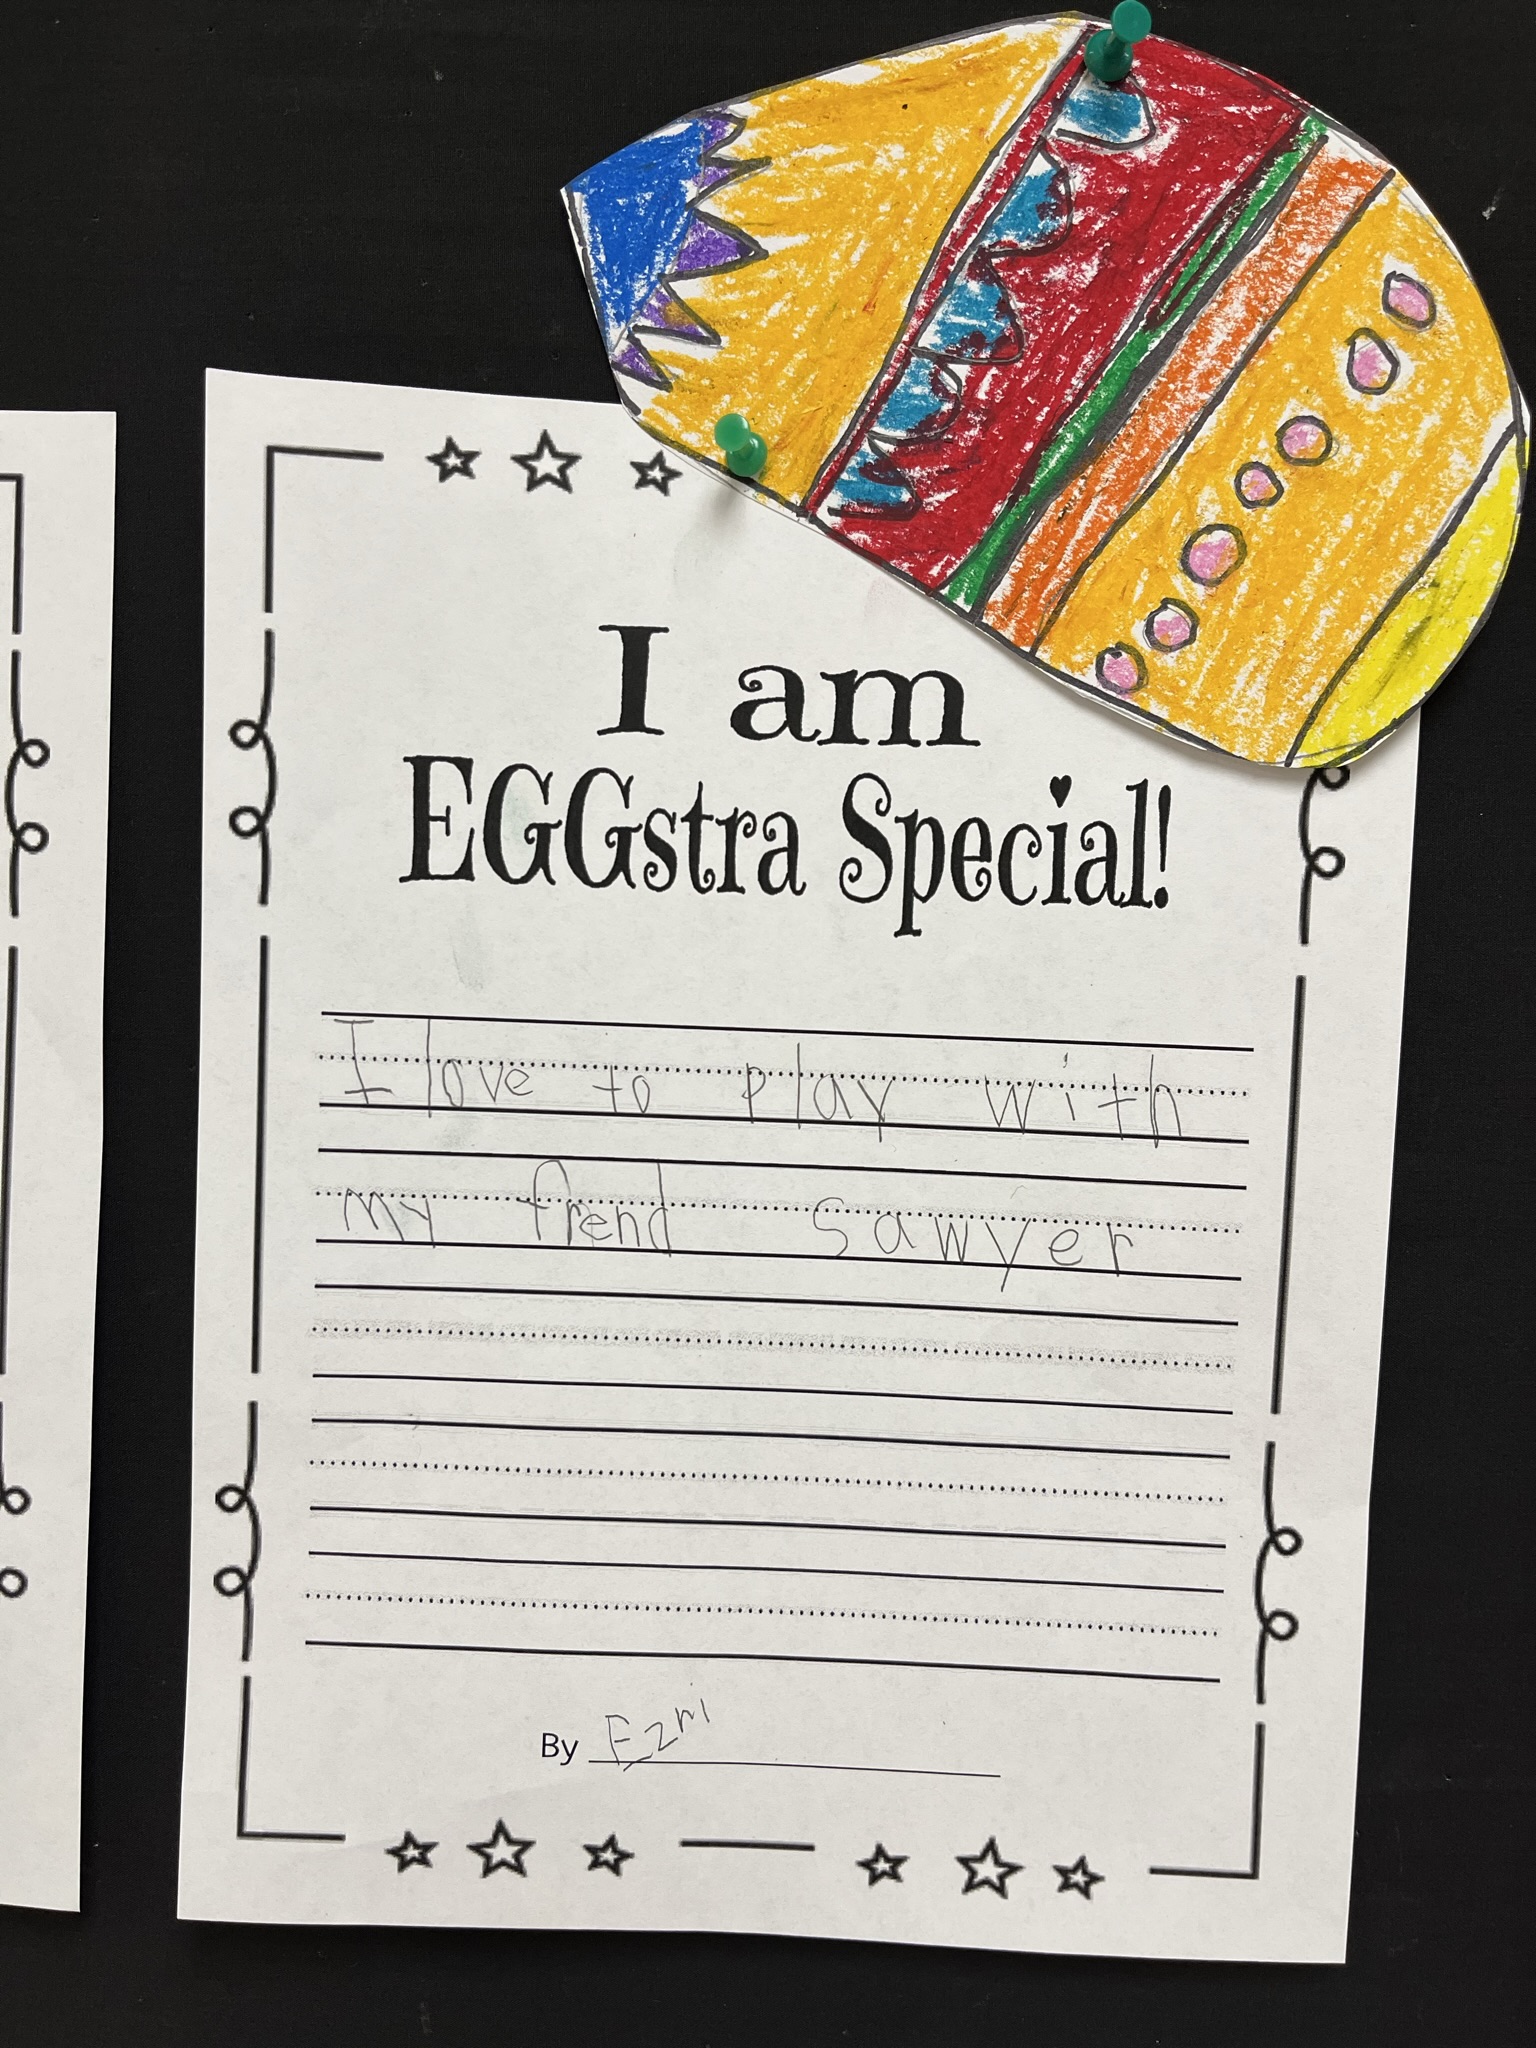 I am
EGGstra Special!
I love to play with
my frend Sawyer
By Ezri